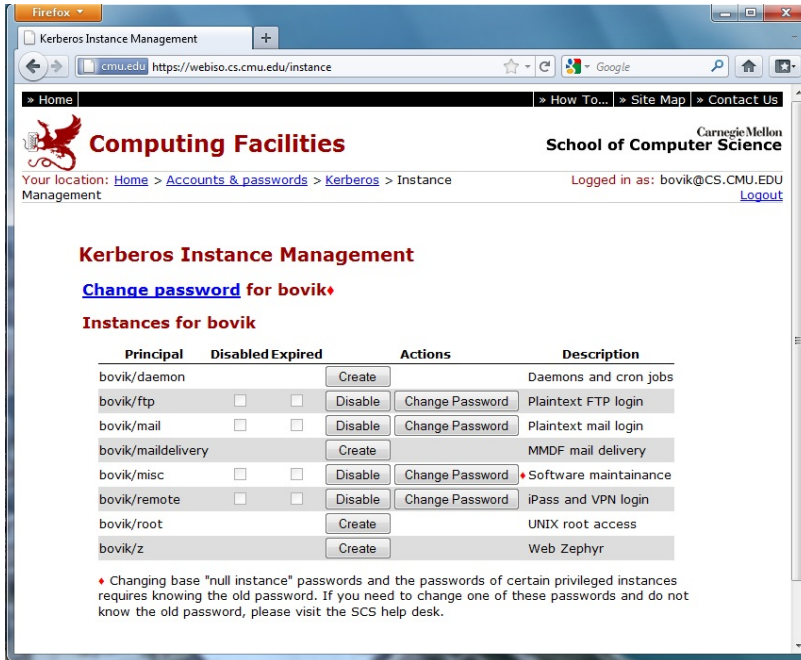 Firefox
Kerberos Instance Management
+
cmu.edu https://webiso.cs.cmu.edu/instance
Google
» Home
» How To... » Site Map » Contact Us
Computing Facilities
Carnegie Mellon
School of Computer Science
Your location: Home > Accounts & passwords > Kerberos > Instance
Management
Logged in as: bovik@CS.CMU.EDU
Logout
Kerberos Instance Management
Change password for bovik♦
Instances for bovik
Principal Disabled Expired Actions Description
bovik/daemon Create Daemons and cron jobs
bovik/ftp Disable Change Password Plaintext FTP login
bovik/mail Disable Change Password Plaintext mail login
bovik/maildelivery Create MMDF mail delivery
bovik/misc Disable Change Password ♦ Software maintainance
bovik/remote Disable Change Password iPass and VPN login
bovik/root Create UNIX root access
bovik/z Create Web Zephyr
♦ Changing base "null instance" passwords and the passwords of certain privileged instances
requires knowing the old password. If you need to change one of these passwords and do not
know the old password, please visit the SCS help desk.